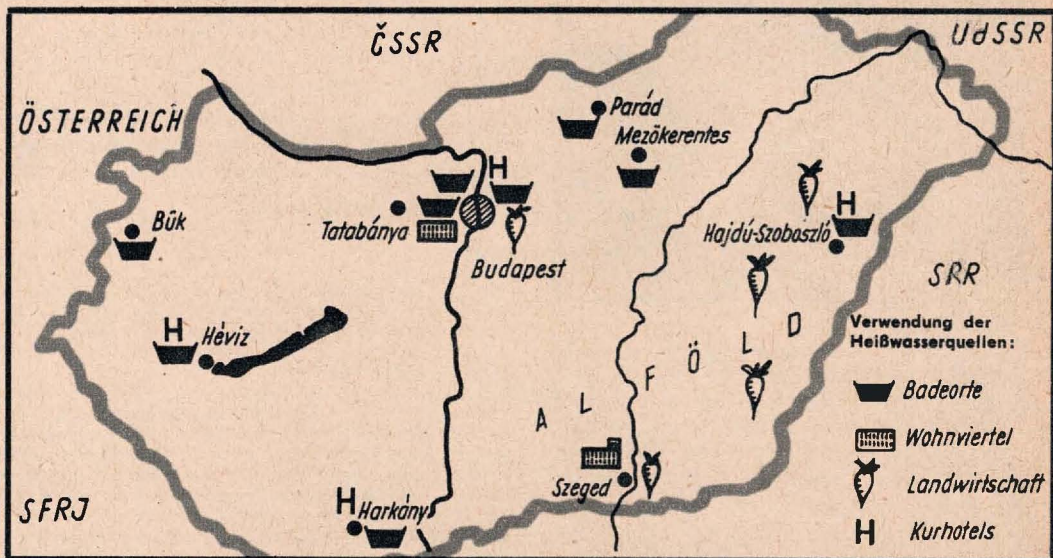 ČSSR
UdSSR
ÖSTERREICH
Parád
Mezökerentes
H
Bük
Tatabánya
Budapest
H
Hajdú-Szoboszló
SRR
H
Héviz
A L F Ö L D
Szeged
SFRJ
H
Harkány
Verwendung der
Heißwasserquellen:
Badeorte
Wohnviertel
Landwirtschaft
H Kurhotels